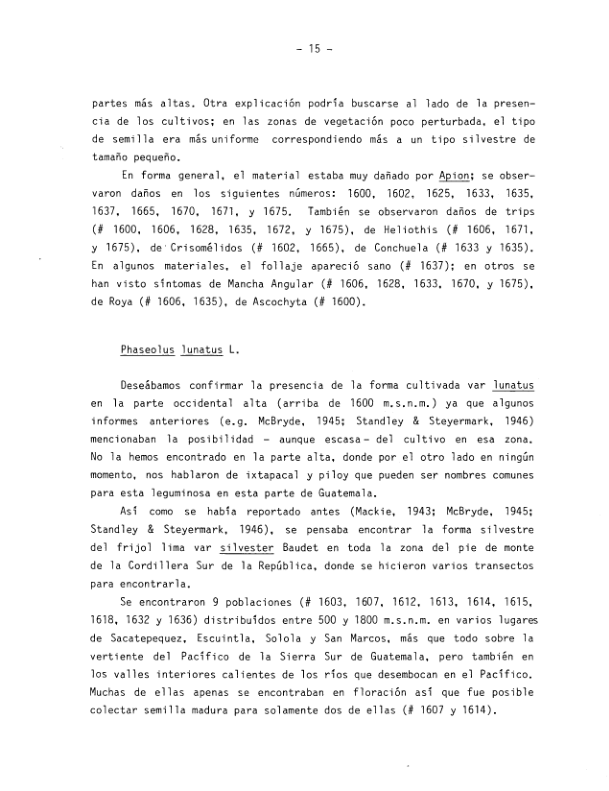 - 15 -
partes más altas. Otra explicación podría buscarse al lado de la presen-
cia de los cultivos; en las zonas de vegetación poco perturbada, el tipo
de semilla era más uniforme correspondiendo más a un tipo silvestre de
tamaño pequeño.
En forma general, el material estaba muy dañado por Apion; se obser-
varon daños en los siguientes números: 1600, 1602, 1625, 1633, 1635,
1637, 1665, 1670, 1671, y 1675. También se observaron daños de trips
(# 1600, 1606, 1628, 1635, 1672, y 1675), de Heliothis (# 1606, 1671,
y 1675), de Crisomélidos (# 1602, 1665), de Conchuela (# 1633 y 1635).
En algunos materiales, el follaje apareció sano (# 1637); en otros se
han visto síntomas de Mancha Angular (# 1606, 1628, 1633, 1670, y 1675),
de Roya (# 1606, 1635), de Ascochyta (# 1600).
Phaseolus lunatus L.
Deseábamos confirmar la presencia de la forma cultivada var lunatus
en la parte occidental alta (arriba de 1600 m.s.n.m.) ya que algunos
informes anteriores (e.g. McBryde, 1945; Standley & Steyermark, 1946)
mencionaban la posibilidad - aunque escasa - del cultivo en esa zona.
No la hemos encontrado en la parte alta, donde por el otro lado en ningún
momento, nos hablaron de ixtapacal y piloy que pueden ser nombres comunes
para esta leguminosa en esta parte de Guatemala.
Así como se había reportado antes (Mackie, 1943; McBryde, 1945;
Standley & Steyermark, 1946), se pensaba encontrar la forma silvestre
del frijol lima var silvester Baudet en toda la zona del pie de monte
de la Cordillera Sur de la República, donde se hicieron varios transectos
para encontrarla.
Se encontraron 9 poblaciones (# 1603, 1607, 1612, 1613, 1614, 1615,
1618, 1632 y 1636) distribuídos entre 500 y 1800 m.s.n.m. en varios lugares
de Sacatepequez, Escuintla, Solola y San Marcos, más que todo sobre la
vertiente del Pacífico de la Sierra Sur de Guatemala, pero también en
los valles interiores calientes de los ríos que desembocan en el Pacífico.
Muchas de ellas apenas se encontraban en floración así que fue posible
colectar semilla madura para solamente dos de ellas (# 1607 y 1614).